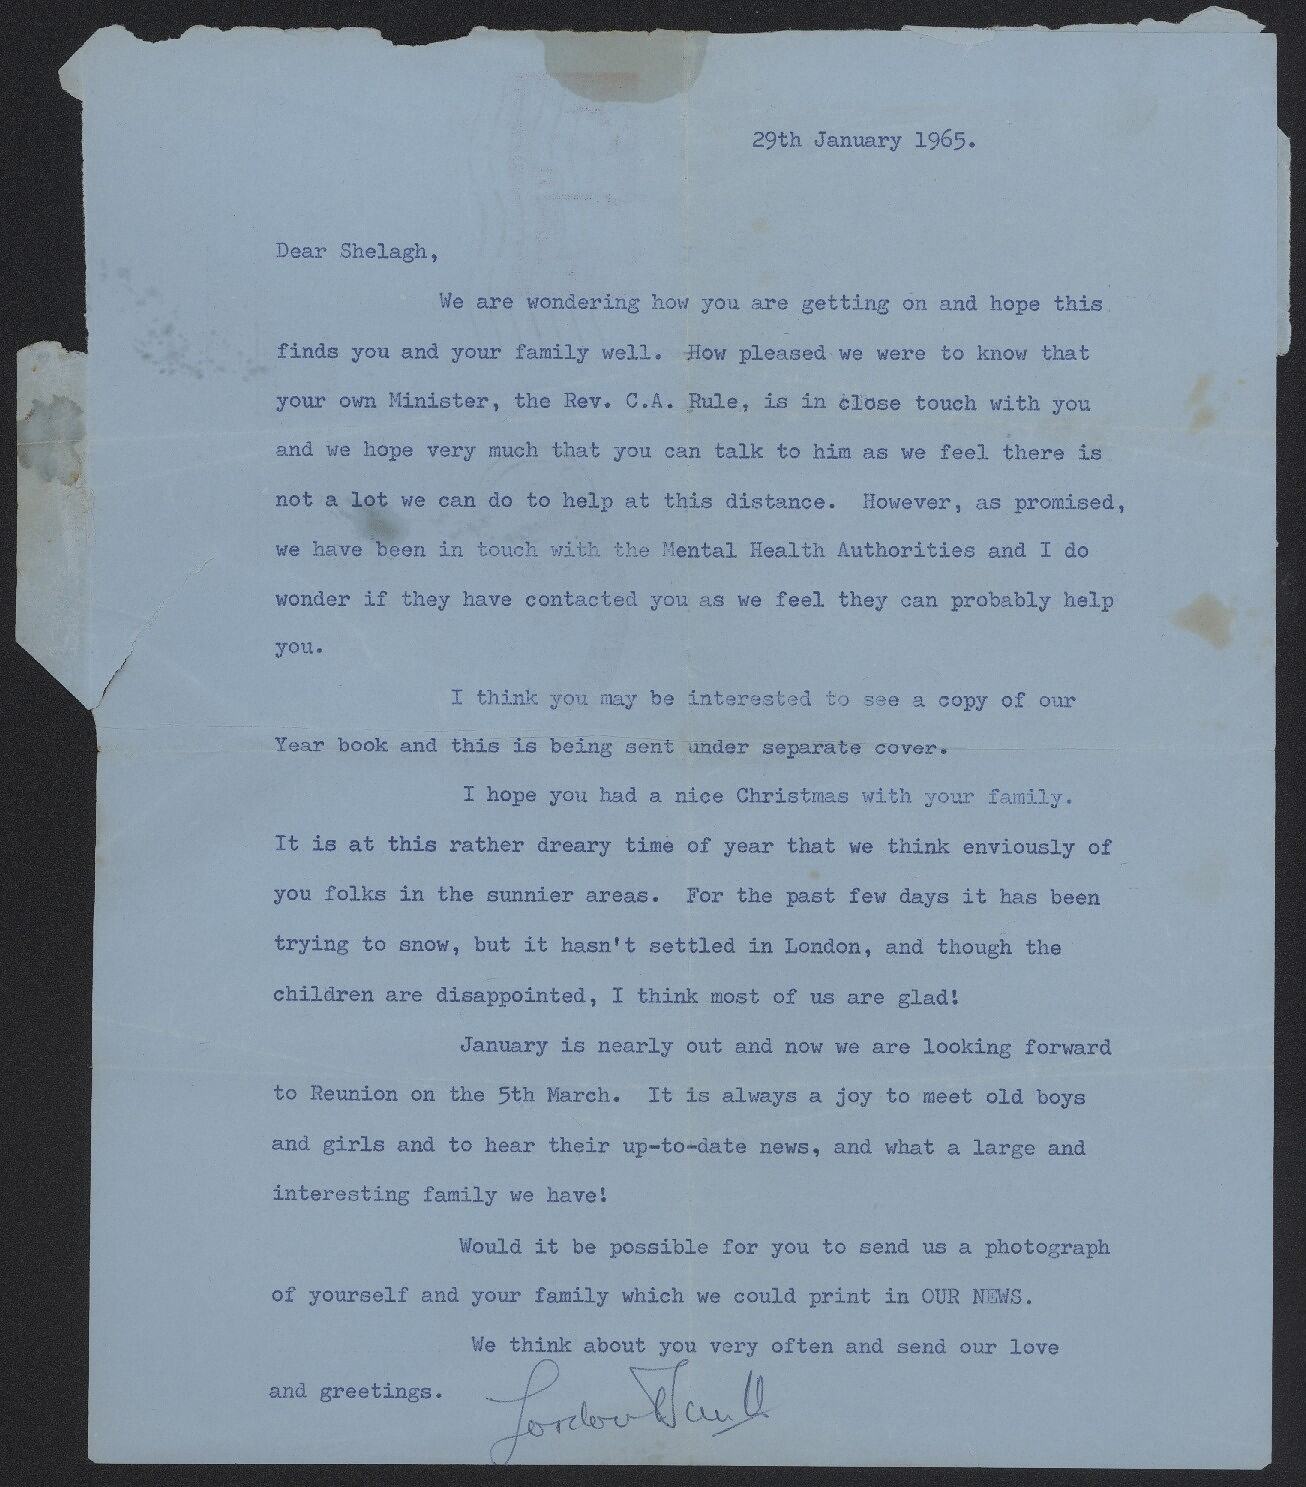 29th January 1965.
Dear Shelagh,
We are wondering how you are getting on and hope this
finds you and your family well. How pleased we were to know that
your own Minister, the Rev. C.A. Rule, is in close touch with you
and we hope very much that you can talk to him as we feel there is
not a lot we can do to help at this distance. However, as promised,
we have been in touch with the Mental Health Authorities and I do
wonder if they have contacted you as we feel they can probably help
you.
I think you may be interested to see a copy of our
Year book and this is being sent under separate cover.
I hope you had a nice Christmas with your family.
It is at this rather dreary time of year that we think enviously of
you folks in the sunnier areas. For the past few days it has been
trying to snow, but it hasn't settled in London, and though the
children are disappointed, I think most of us are glad!
January is nearly out and now we are looking forward
to Reunion on the 5th March. It is always a joy to meet old boys
and girls and to hear their up-to-date news, and what a large and
interesting family we have!
Would it be possible for you to send us a photograph
of yourself and your family which we could print in OUR NEWS.
We think about you very often and send our love
and greetings.